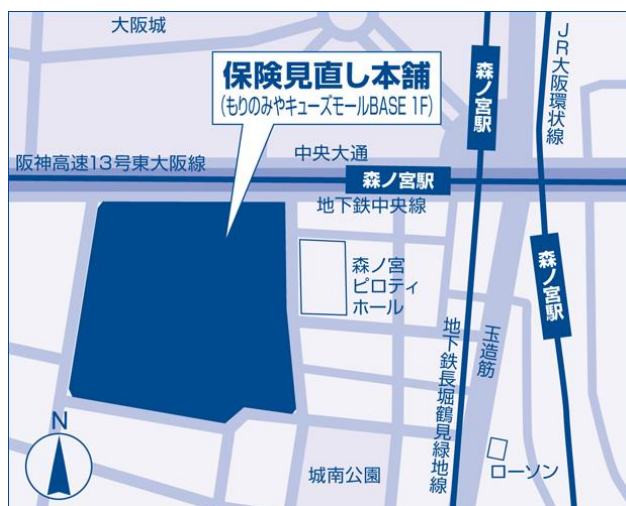 大阪城
保険見直し本舗
(もりのみやキューズモールBASE 1F)
森ノ宮駅
JR大阪環状線
阪神高速13号東大阪線
中央大通
森ノ宮駅
地下鉄中央線
森ノ宮
ピロティ
ホール
森ノ宮駅
地下鉄長堀鶴見緑地線
玉造筋
N
城南公園
ローソン